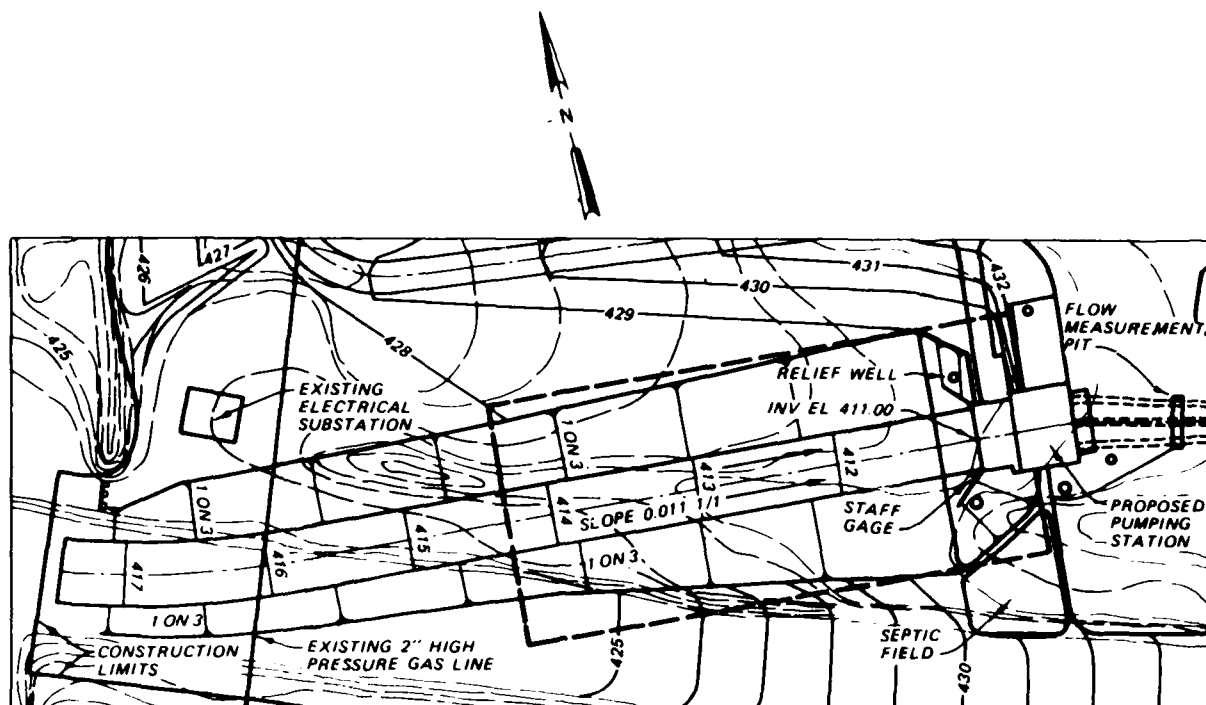 N
427
426
431
432
430
429
FLOW
MEASUREMENT
PIT
425
428
RELIEF WELL
EXISTING
ELECTRICAL
SUBSTATION
INV EL 411.00
1 ON 3
412
413
1 ON 3
414
SLOPE 0.011 1/1
STAFF
GAGE
PROPOSED
PUMPING
STATION
415
416
417
1 ON 3
1 ON 3
CONSTRUCTION
LIMITS
EXISTING 2" HIGH
PRESSURE GAS LINE
425
SEPTIC
FIELD
430